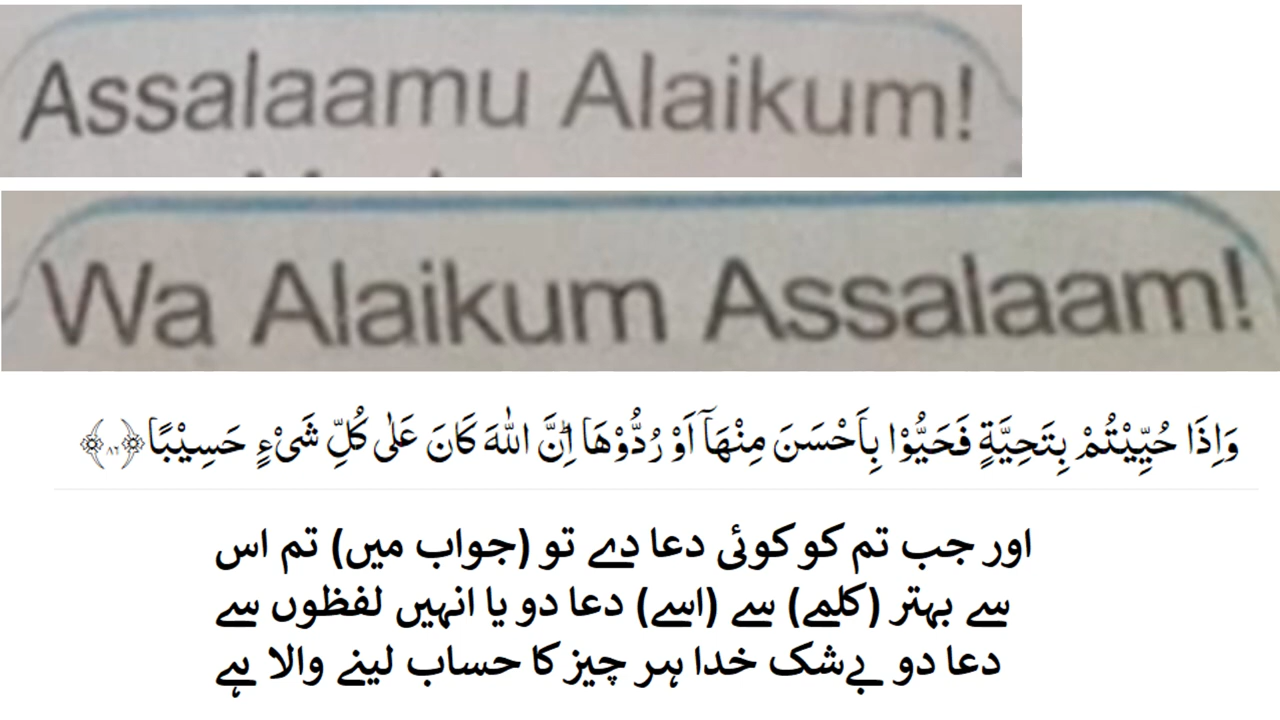 Assalaamu Alaikum!
Wa Alaikum Assalaam!
وَاِذَا حُيِّيْتُمْ بِتَحِيَّةٍ فَحَيُّوْا بِاَحْسَنَ مِنْهَآ اَوْ رُدُّوْهَا ۭ اِنَّ اللّٰهَ كَانَ عَلٰى كُلِّ شَىْءٍ حَسِيْبًا ﴿۸۶﴾
اور جب تم کو کوئی دعا دے تو (جواب میں) تم اس
سے بہتر (کلمے) سے (اسے) دعا دو یا انہیں لفظوں سے
دعا دو بےشک خدا ہر چیز کا حساب لینے والا ہے